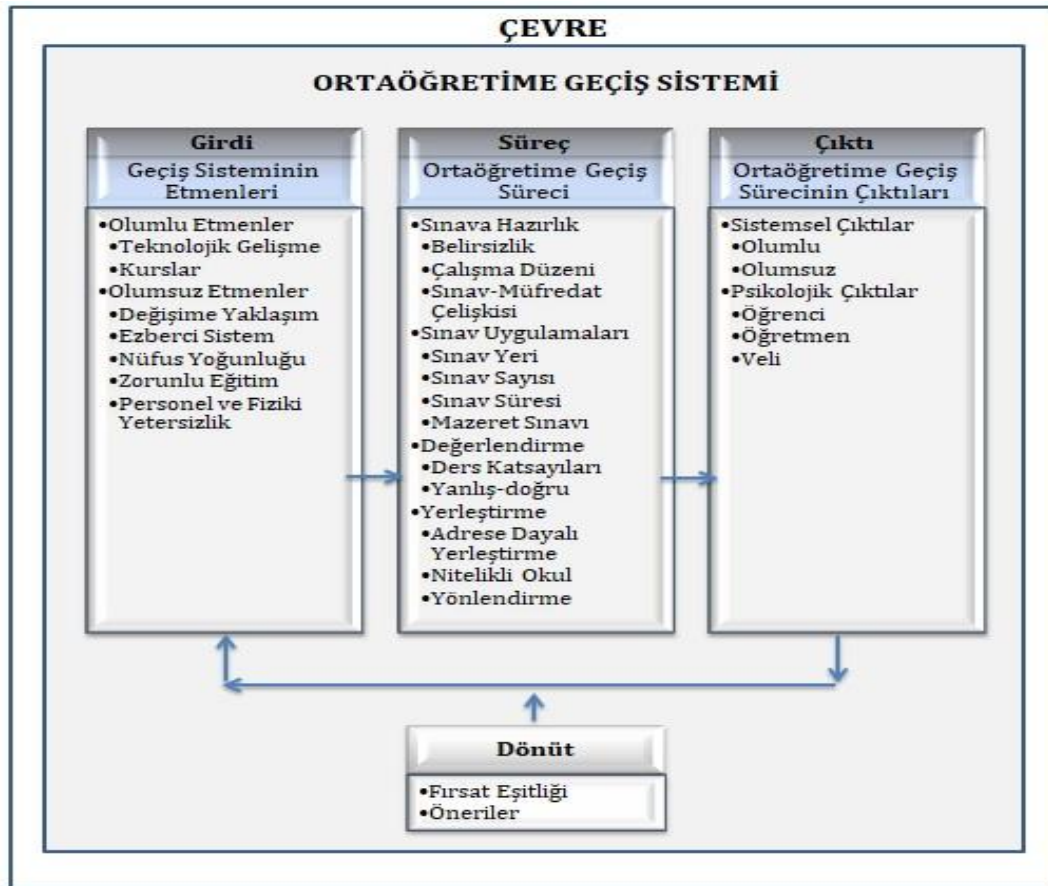 ÇEVRE
ORTAÖĞRETİME GEÇİŞ SİSTEMİ
Girdi
Geçiş Sisteminin
Etmenleri
•Olumlu Etmenler
•Teknolojik Gelişme
•Kurslar
•Olumsuz Etmenler
•Değişime Yaklaşım
•Ezberci Sistem
•Nüfus Yoğunluğu
•Zorunlu Eğitim
•Personel ve Fiziki
Yetersizlik
Süreç
Ortaöğretime Geçiş
Süreci
•Sınava Hazırlık
•Belirsizlik
•Çalışma Düzeni
•Sınav-Müfredat
Çelişkisi
•Sınav Uygulamaları
•Sınav Yeri
•Sınav Sayısı
•Sınav Süresi
•Mazeret Sınavı
•Değerlendirme
•Ders Katsayıları
•Yanlış-doğru
•Yerleştirme
•Adrese Dayalı
Yerleştirme
•Nitelikli Okul
•Yönlendirme
Çıktı
Ortaöğretime Geçiş
Sürecinin Çıktıları
•Sistemsel Çıktılar
•Olumlu
•Olumsuz
•Psikolojik Çıktılar
•Öğrenci
•Öğretmen
•Veli
Dönüt
•Fırsat Eşitliği
•Öneriler